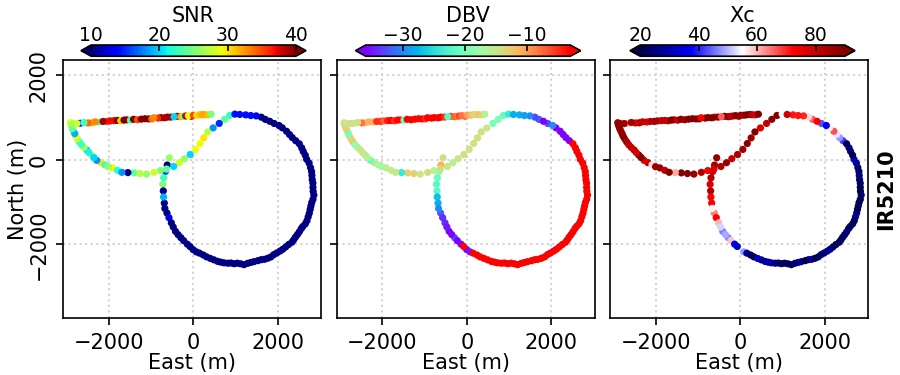 SNR
DBV
Xc
10 20 30 40
−30 −20 −10
20 40 60 80
2000
0
−2000
North (m)
−2000 0 2000
−2000 0 2000
−2000 0 2000
East (m)
East (m)
East (m)
IR5210